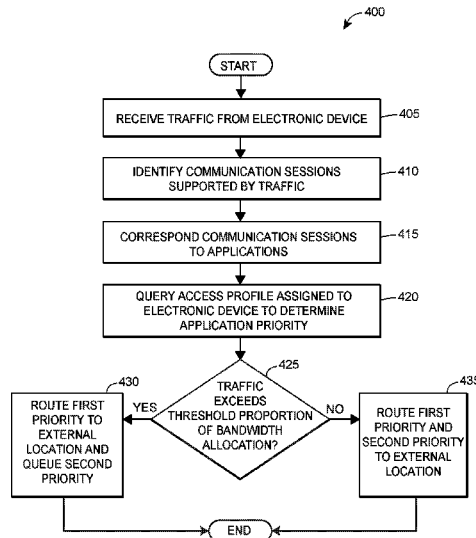 400
START
RECEIVE TRAFFIC FROM ELECTRONIC DEVICE
405
IDENTIFY COMMUNICATION SESSIONS
SUPPORTED BY TRAFFIC
410
CORRESPOND COMMUNICATION SESSIONS
TO APPLICATIONS
415
QUERY ACCESS PROFILE ASSIGNED TO
ELECTRONIC DEVICE TO DETERMINE
APPLICATION PRIORITY
420
425
TRAFFIC
EXCEEDS
THRESHOLD PROPORTION
OF BANDWIDTH
ALLOCATION?
YES
NO
430
ROUTE FIRST
PRIORITY TO
EXTERNAL
LOCATION AND
QUEUE SECOND
PRIORITY
435
ROUTE FIRST
PRIORITY AND
SECOND PRIORITY
TO EXTERNAL
LOCATION
END